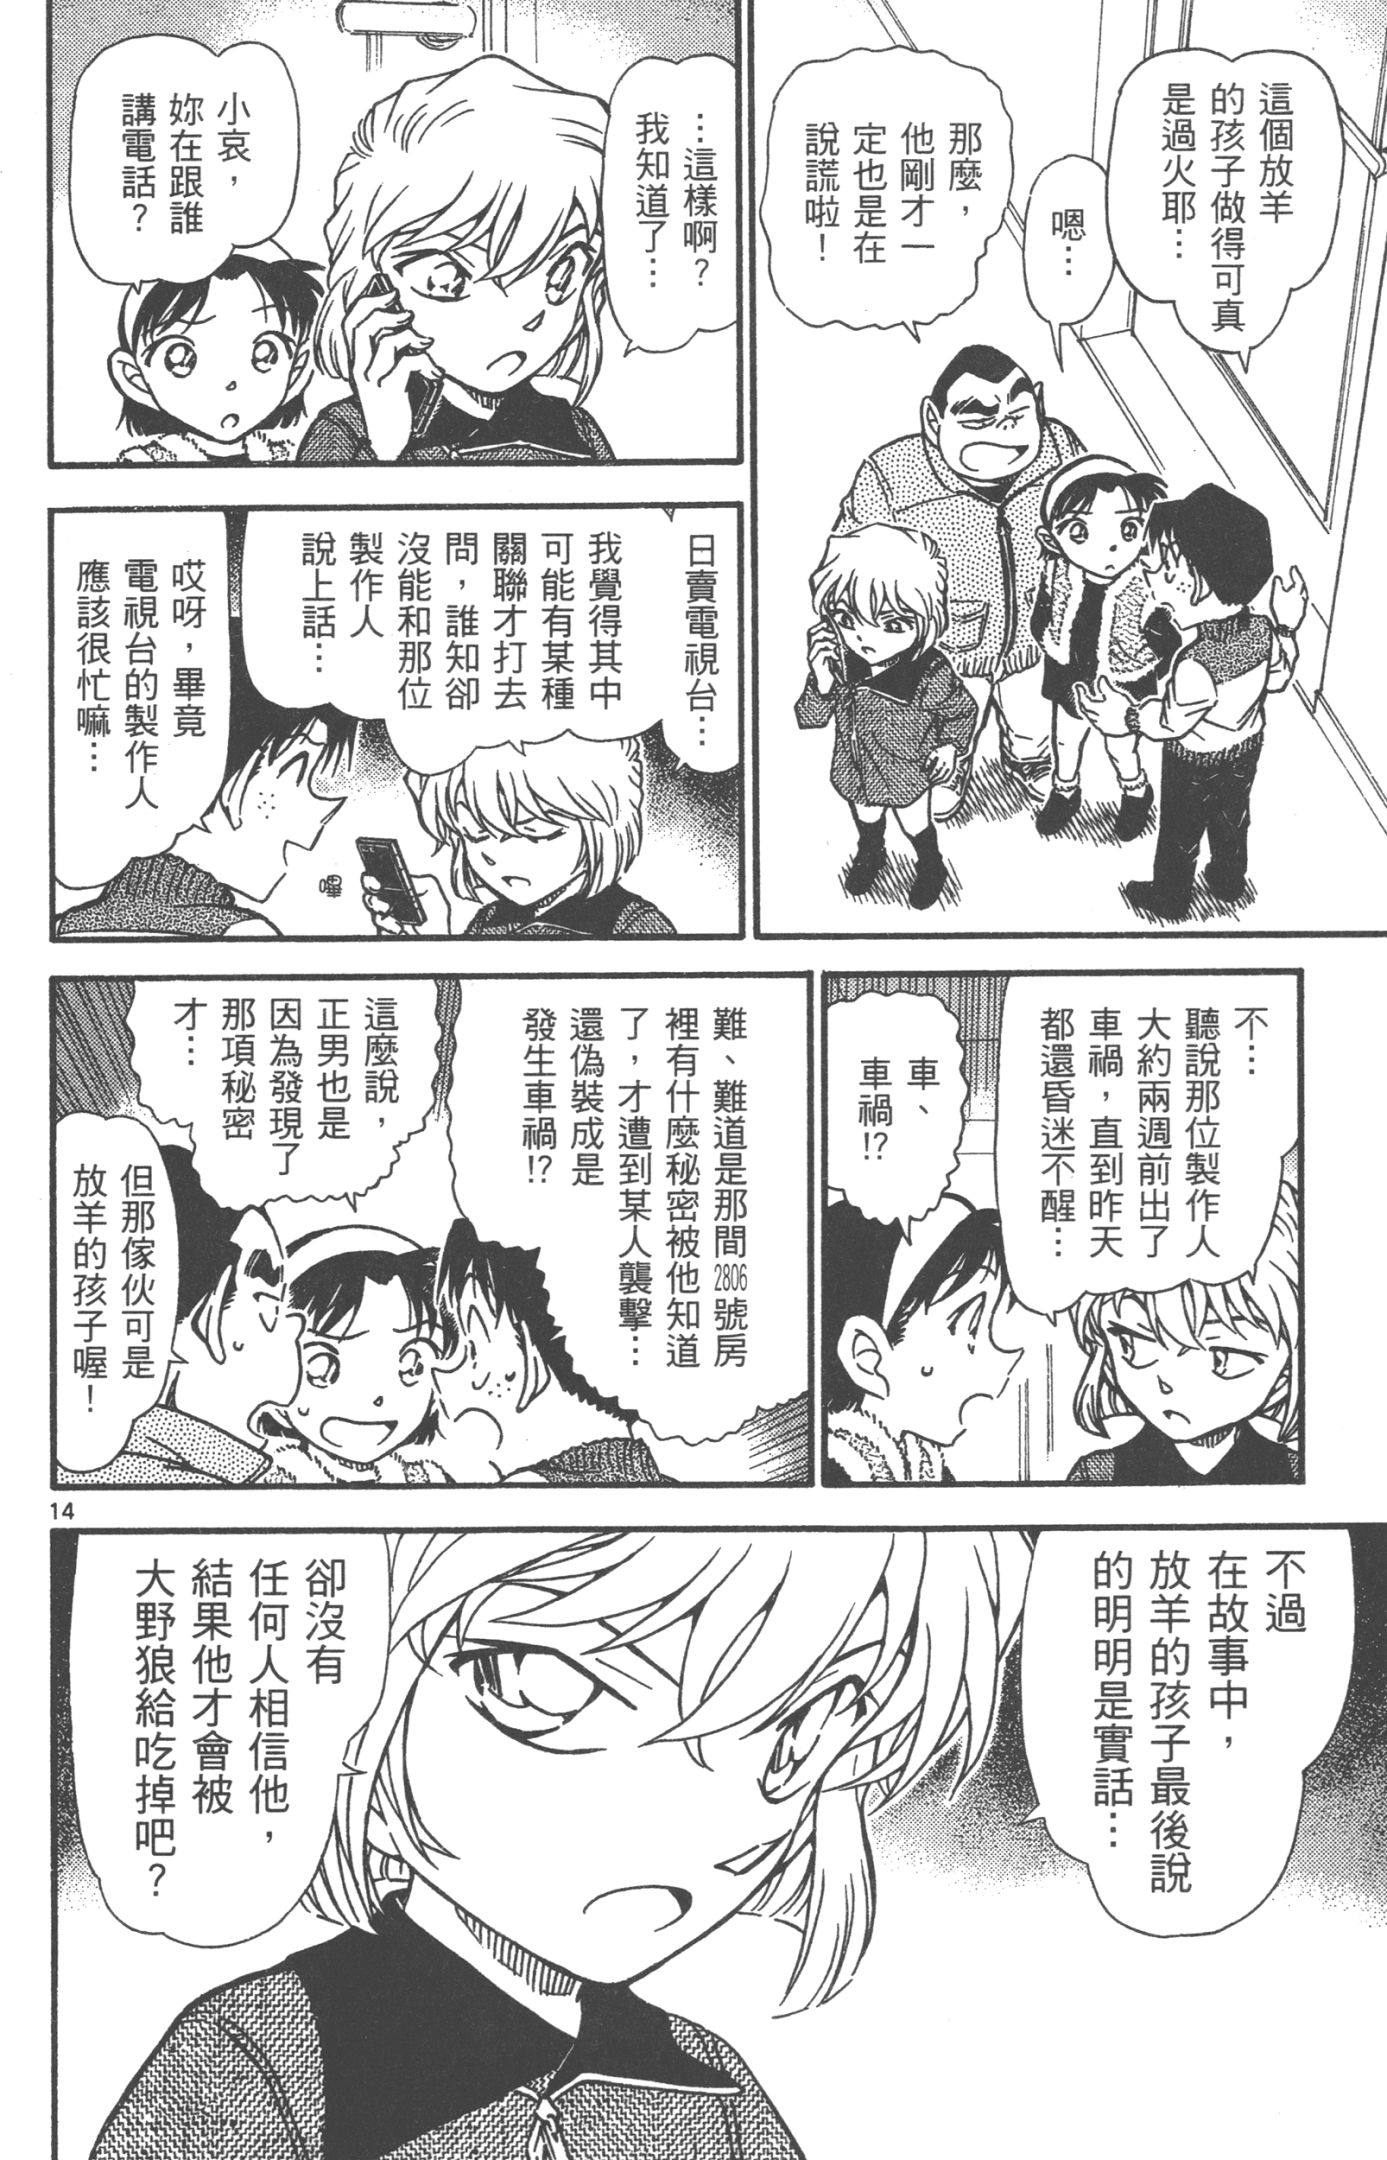 這個放羊
的孩子做得可真
是過火耶…
嗯…
那麼，
他剛才一
定也是在
說謊啦！
…這樣啊？
我知道了…
小哀，
妳在跟誰
講電話？
日賣電視台…
我覺得其中
可能有某種
關聯才打去
問，誰知卻
沒能和那位
製作人
說上話…
嗶
哎呀，畢竟
電視台的製作人
應該很忙嘛…
不…
聽說那位製作人
大約兩週前出了
車禍，直到昨天
都還昏迷不醒…
車、
車禍!?
難、難道是那間2806號房
裡有什麼秘密被他知道
了，才遭到某人襲擊…
還偽裝成是
發生車禍!?
這麼說，
正男也是
因為發現了
那項秘密
才…
但那傢伙可是
放羊的孩子喔！
14
不過
在故事中，
放羊的孩子最後說
的明明是實話…
卻沒有
任何人相信他，
結果他才會被
大野狼給吃掉吧？